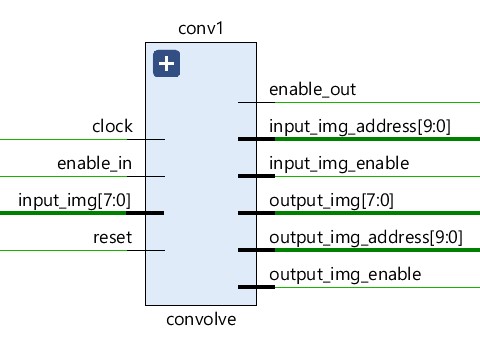 conv1
clock
enable_in
input_img[7:0]
reset
enable_out
input_img_address[9:0]
input_img_enable
output_img[7:0]
output_img_address[9:0]
output_img_enable
convolve